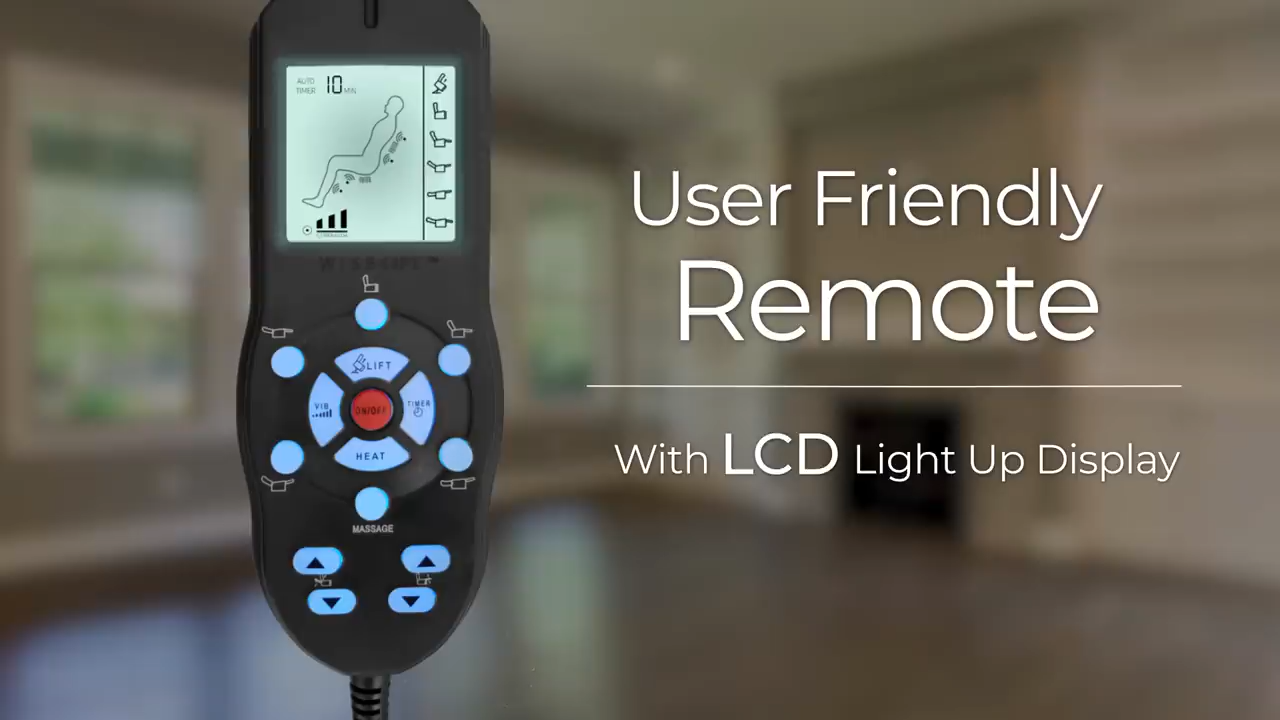 AUTO
TIMER 10 MIN
LIFT
VIB
ON/OFF
TIMER
HEAT
MASSAGE
User Friendly
Remote
With LCD Light Up Display